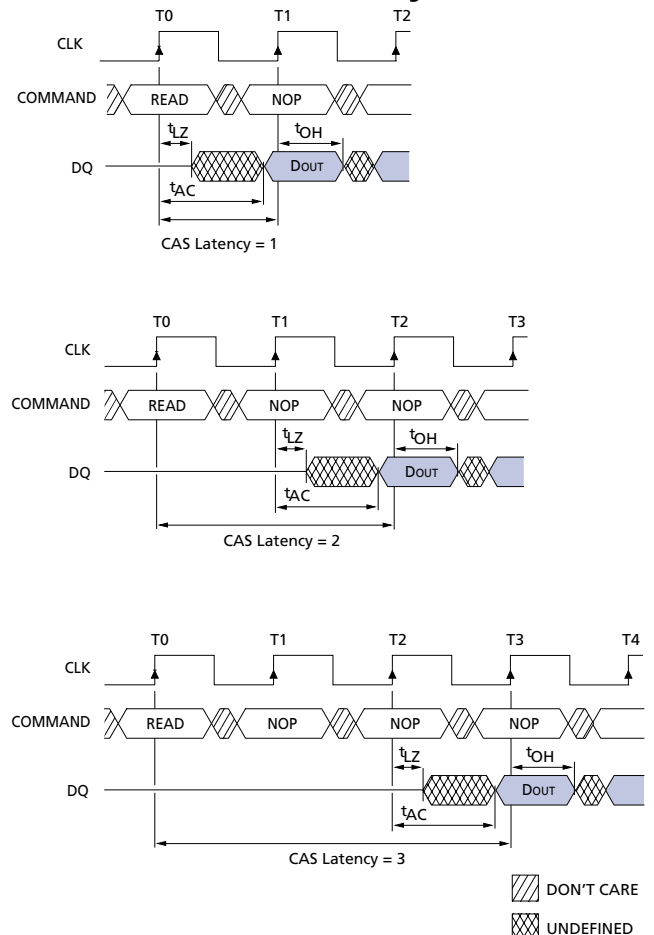 T0 T1 T2
CLK
COMMAND READ NOP
tLZ tOH
DQ DOUT
tAC
CAS Latency = 1
T0 T1 T2 T3
CLK
COMMAND READ NOP NOP
tLZ tOH
DQ DOUT
tAC
CAS Latency = 2
T0 T1 T2 T3 T4
CLK
COMMAND READ NOP NOP NOP
tLZ tOH
DQ DOUT
tAC
CAS Latency = 3
DON'T CARE
UNDEFINED